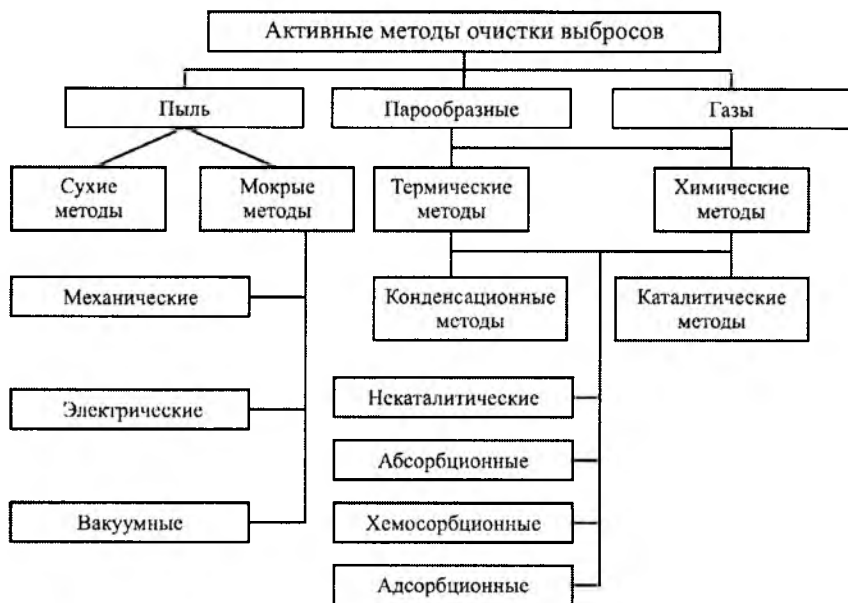 Активные методы очистки выбросов
Пыль
Парообразные
Газы
Сухие
методы
Мокрые
методы
Термические
методы
Химические
методы
Механические
Конденсационные
методы
Каталитические
методы
Электрические
Некаталитические
Абсорбционные
Вакуумные
Хемосорбционные
Адсорбционные